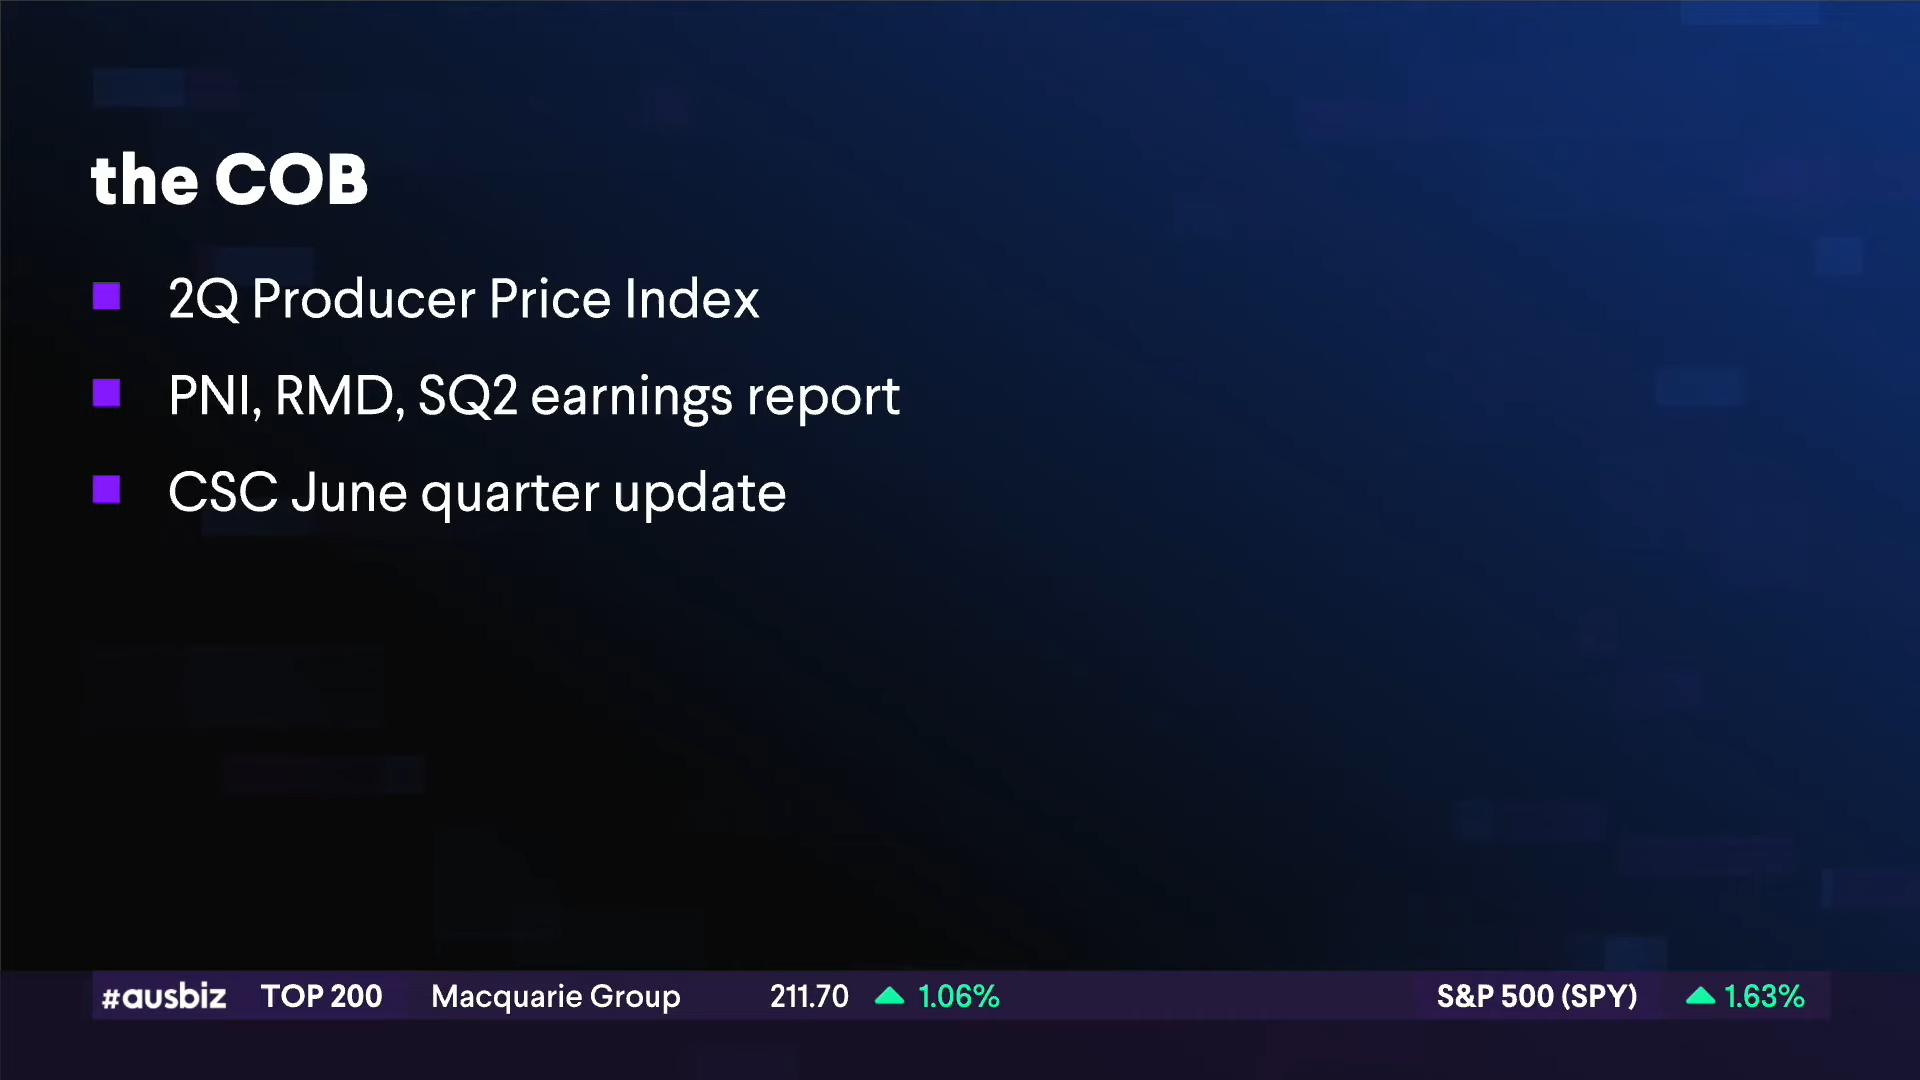 the COB
2Q Producer Price Index
PNI, RMD, SQ2 earnings report
CSC June quarter update
#ausbiz TOP 200 Macquarie Group 211.70 ▲ 1.06% S&P 500 (SPY) ▲ 1.63%